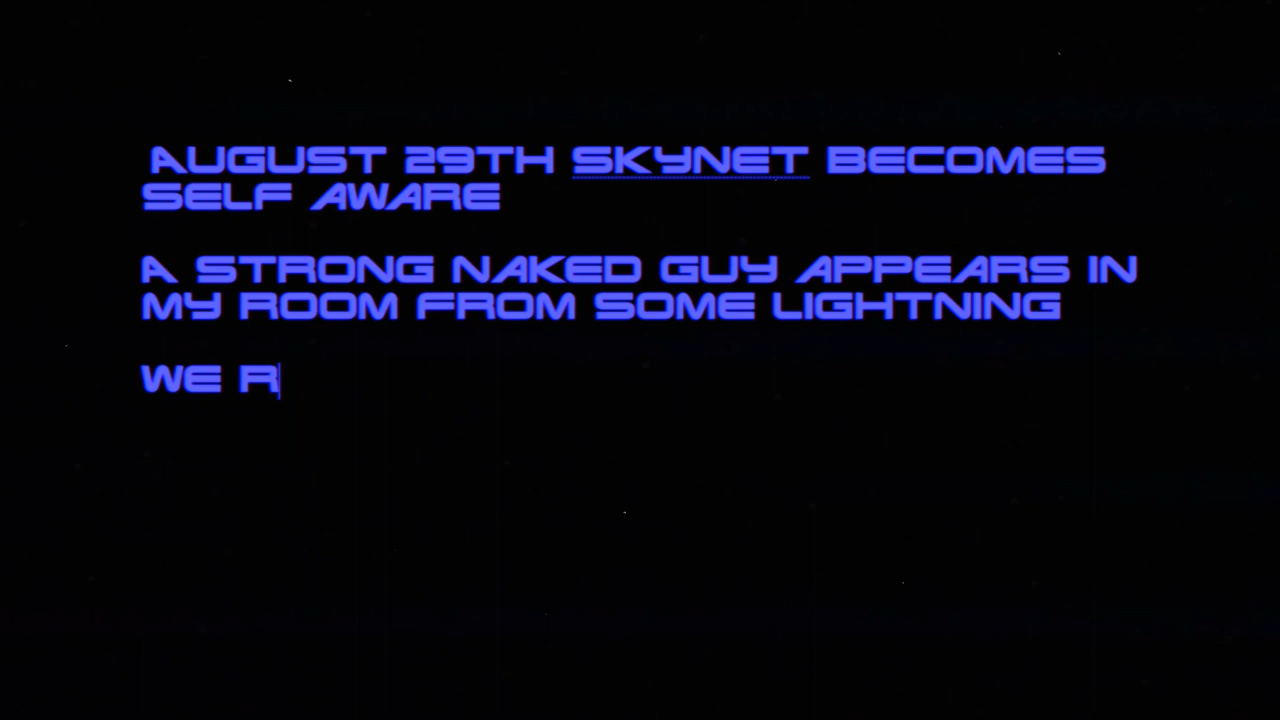 AUGUST 29TH SKYNET BECOMES
SELF AWARE
A STRONG NAKED GUY APPEARS IN
MY ROOM FROM SOME LIGHTNING
WE R